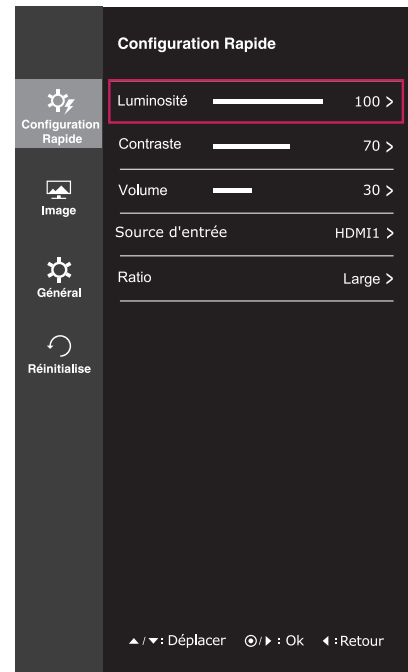 Configuration Rapide
Configuration
Rapide
Image
Général
Réinitialise
Luminosité 100 >
Contraste 70 >
Volume 30 >
Source d'entrée HDMI1 >
Ratio Large >
▲/▼: Déplacer ⦿/▶ : Ok ◀ :Retour